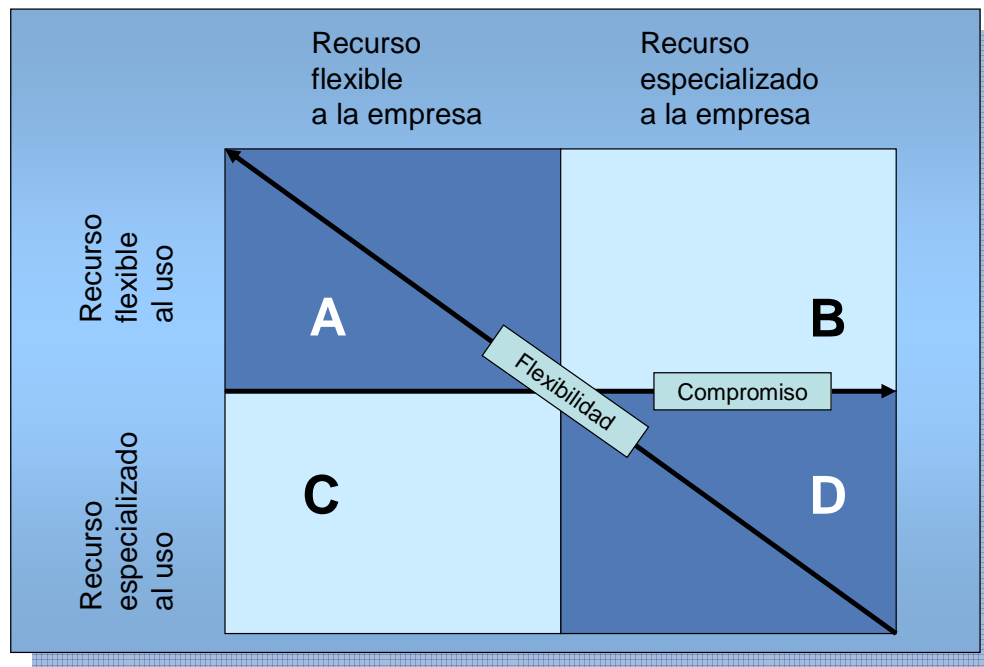 Recurso
flexible
a la empresa
Recurso
especializado
a la empresa
Recurso
flexible
al uso
A
B
Flexibilidad
Compromiso
Recurso
especializado
al uso
C
D